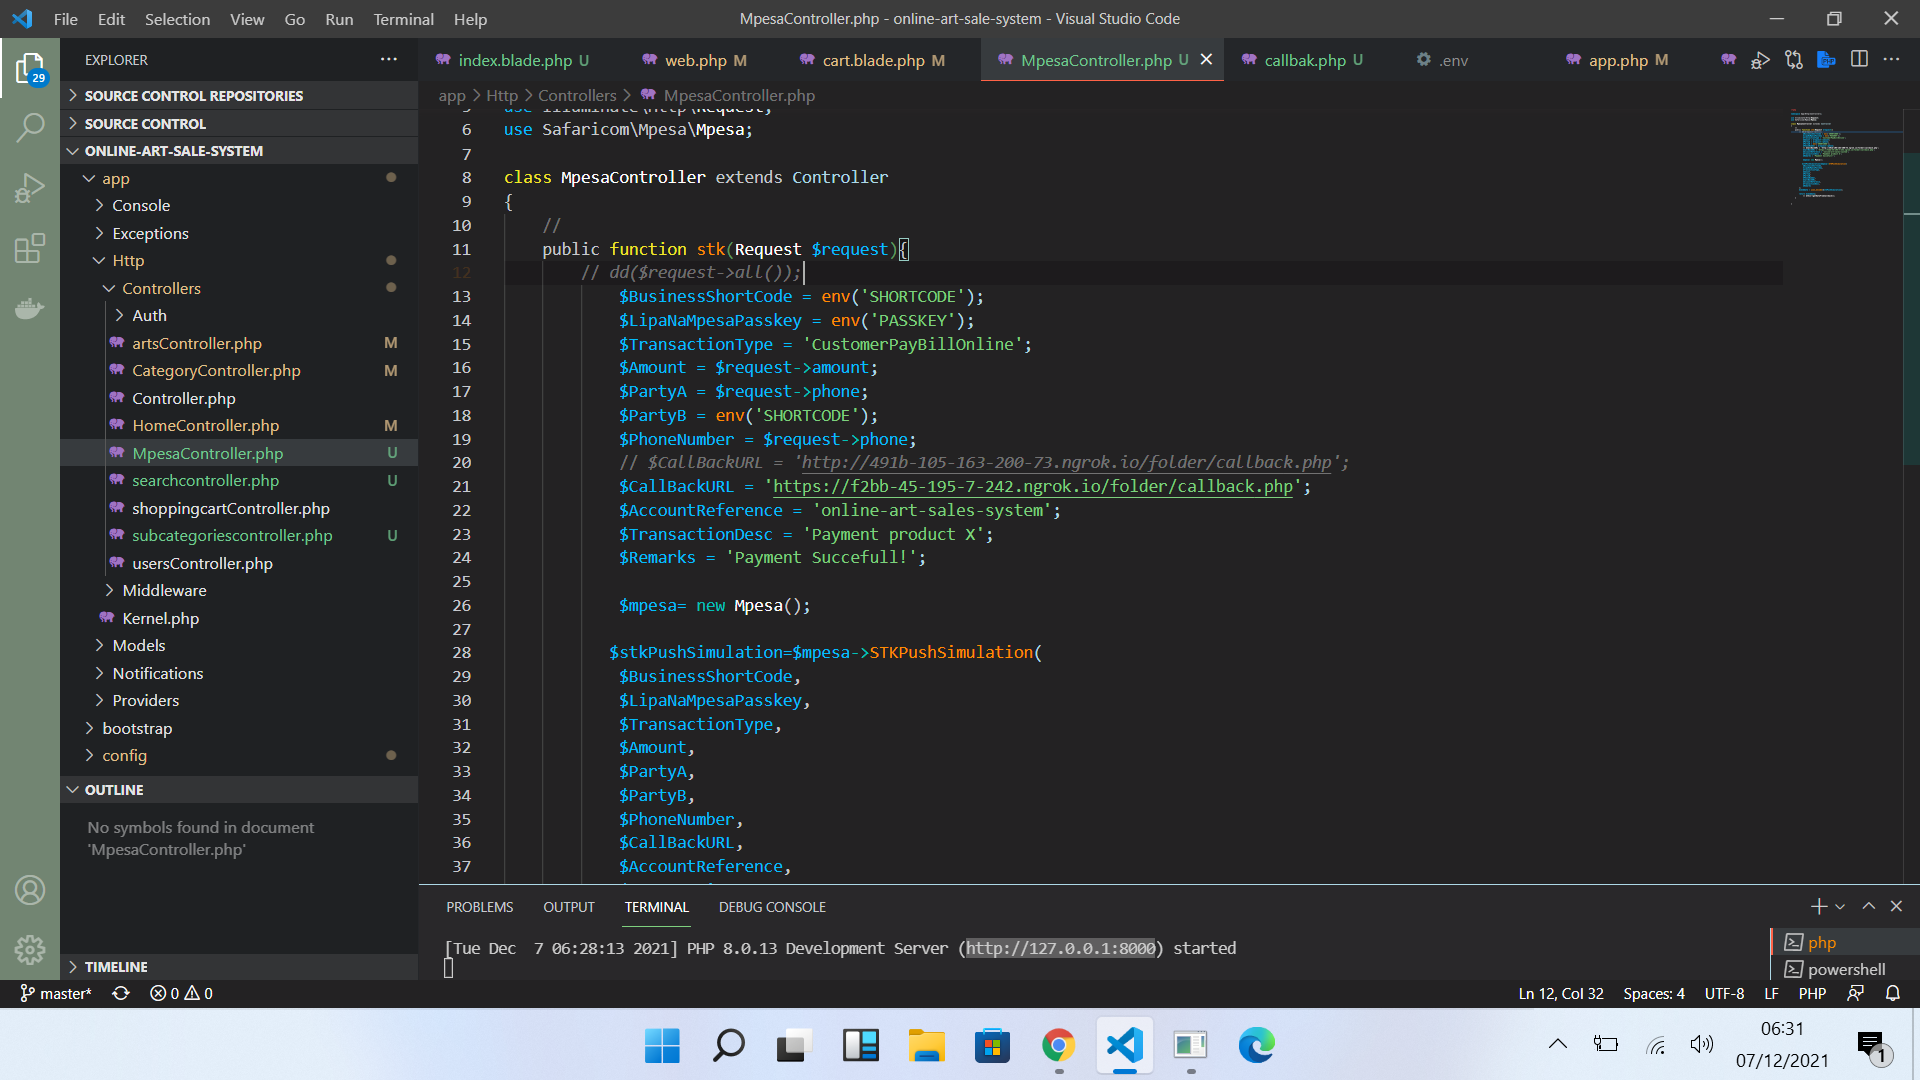 File Edit Selection View Go Run Terminal Help
MpesaController.php - online-art-sale-system - Visual Studio Code
EXPLORER
SOURCE CONTROL REPOSITORIES
SOURCE CONTROL
ONLINE-ART-SALE-SYSTEM
app
Console
Exceptions
Http
Controllers
Auth
artsController.php M
CategoryController.php M
Controller.php
HomeController.php M
MpesaController.php U
searchcontroller.php U
shoppingcartController.php
subcategoriescontroller.php U
usersController.php
Middleware
Kernel.php
Models
Notifications
Providers
bootstrap
config
OUTLINE
No symbols found in document
'MpesaController.php'
TIMELINE
29
index.blade.php U
web.php M
cart.blade.php M
MpesaController.php U
callbak.php U
.env
app.php M
app > Http > Controllers > MpesaController.php
5 use Illuminate\Http\Request;
6 use Safaricom\Mpesa\Mpesa;
7
8 class MpesaController extends Controller
9 {
10 //
11 public function stk(Request $request){
12 // dd($request->all());
13 $BusinessShortCode = env('SHORTCODE');
14 $LipaNaMpesaPasskey = env('PASSKEY');
15 $TransactionType = 'CustomerPayBillOnline';
16 $Amount = $request->amount;
17 $PartyA = $request->phone;
18 $PartyB = env('SHORTCODE');
19 $PhoneNumber = $request->phone;
20 // $CallBackURL = 'http://491b-105-163-200-73.ngrok.io/folder/callback.php';
21 $CallBackURL = 'https://f2bb-45-195-7-242.ngrok.io/folder/callback.php';
22 $AccountReference = 'online-art-sales-system';
23 $TransactionDesc = 'Payment product X';
24 $Remarks = 'Payment Succefull!';
25
26 $mpesa= new Mpesa();
27
28 $stkPushSimulation=$mpesa->STKPushSimulation(
29 $BusinessShortCode,
30 $LipaNaMpesaPasskey,
31 $TransactionType,
32 $Amount,
33 $PartyA,
34 $PartyB,
35 $PhoneNumber,
36 $CallBackURL,
37 $AccountReference,
PROBLEMS OUTPUT TERMINAL DEBUG CONSOLE
[Tue Dec  7 06:28:13 2021] PHP 8.0.13 Development Server (http://127.0.0.1:8000) started
php
powershell
master* 0 0
Ln 12, Col 32 Spaces: 4 UTF-8 LF PHP
06:31
07/12/2021
1